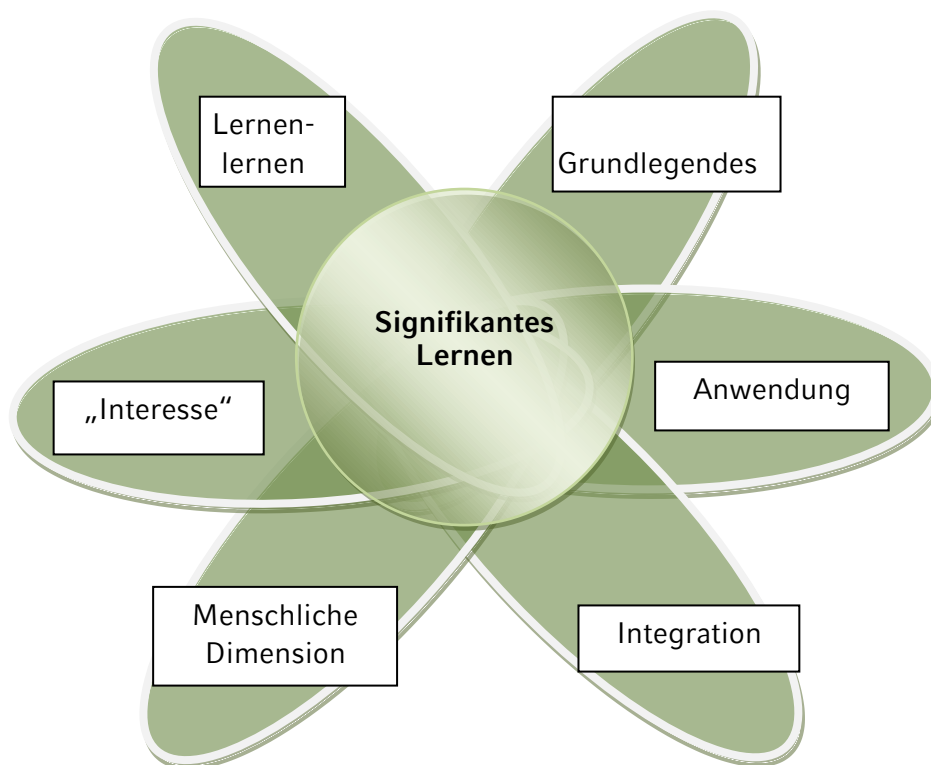 Lernen-
lernen
Grundlegendes
Signifikantes
Lernen
„Interesse“
Anwendung
Menschliche
Dimension
Integration